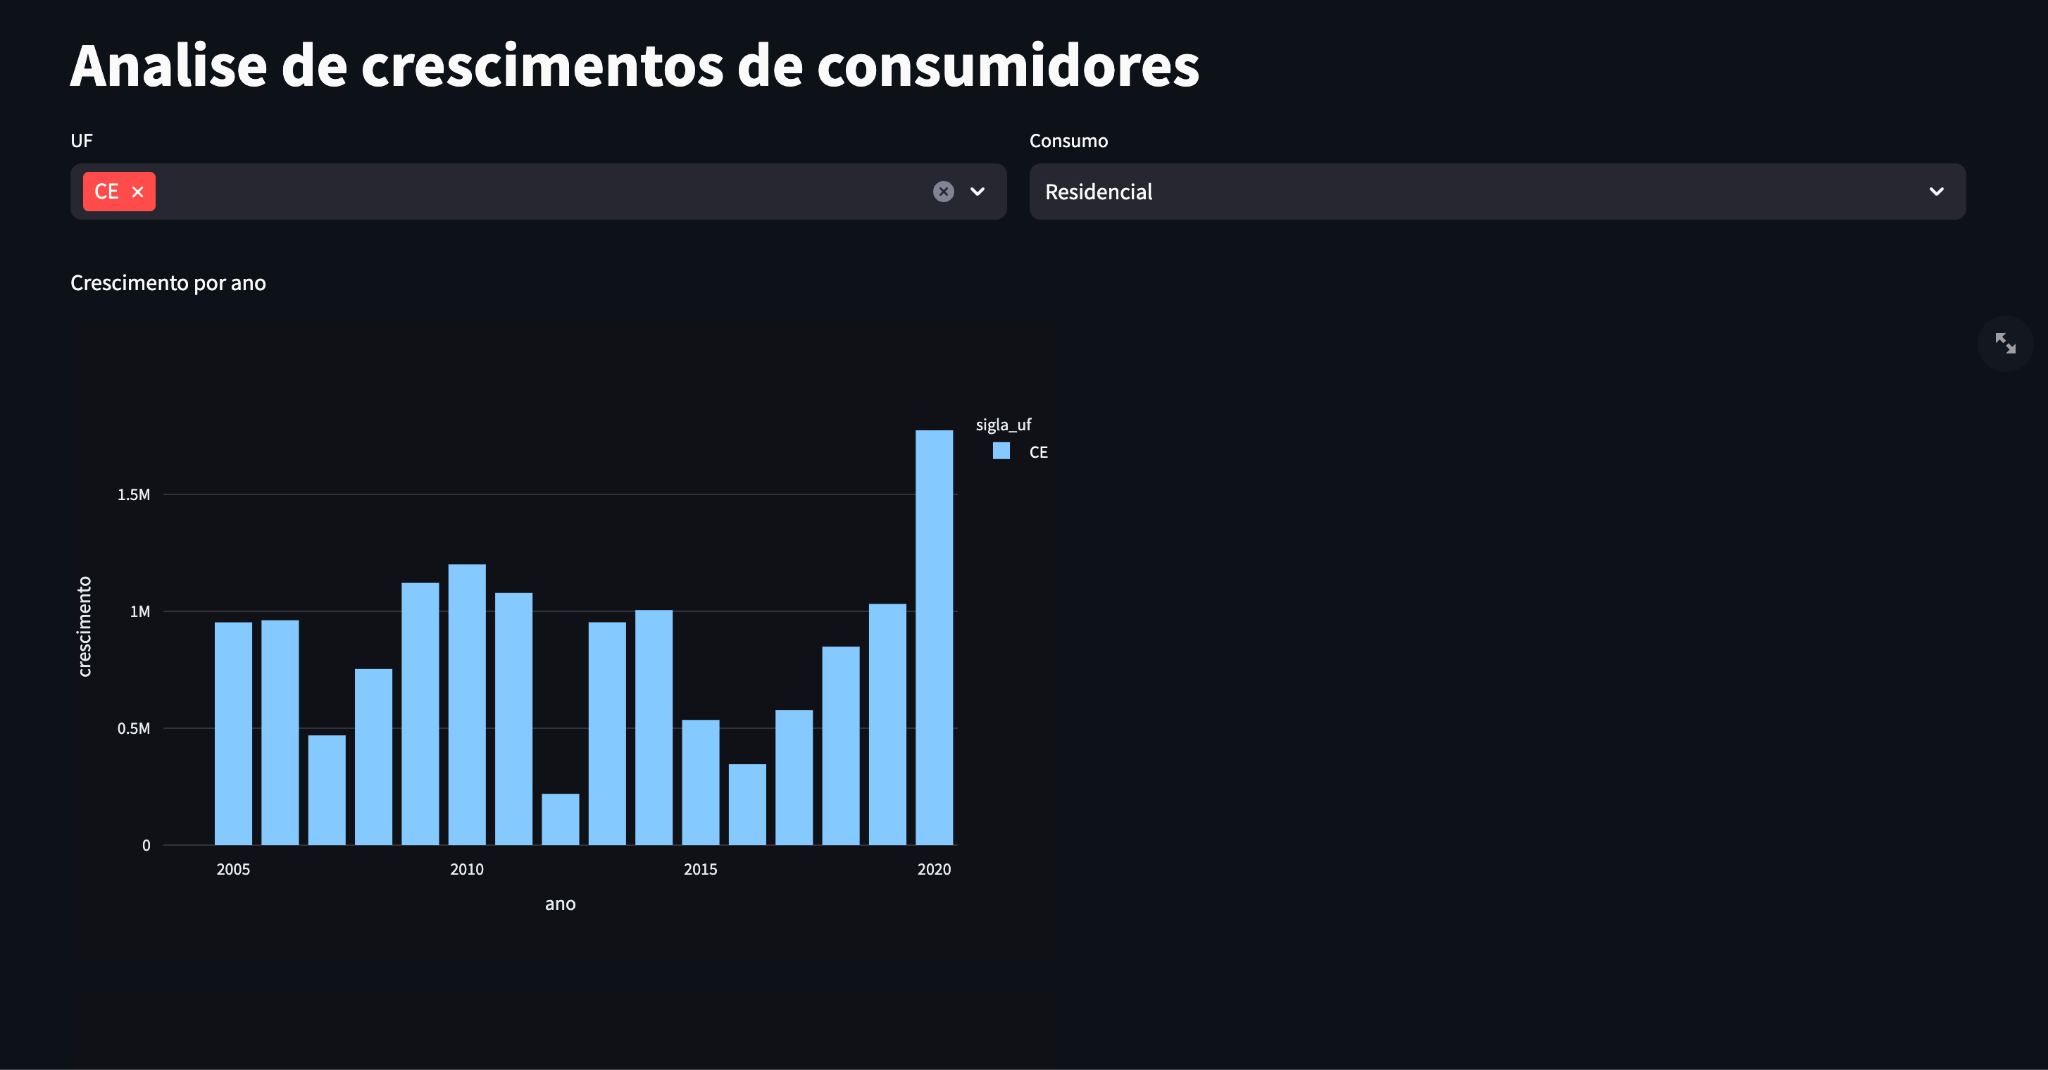 Analise de crescimentos de consumidores
UF
Consumo
CE
Residencial
Crescimento por ano
sigla_uf
CE
crescimento
1.5M
1M
0.5M
0
2005
2010
2015
2020
ano